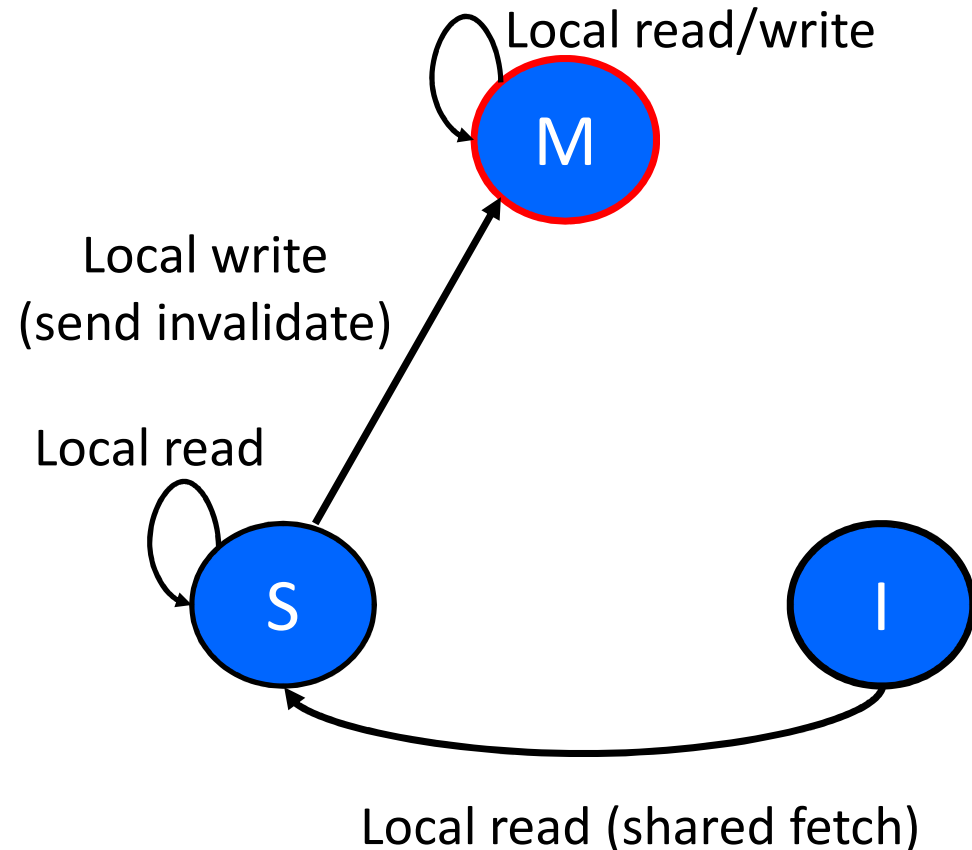 Local read/write
M
Local write
(send invalidate)
Local read
S
I
Local read (shared fetch)